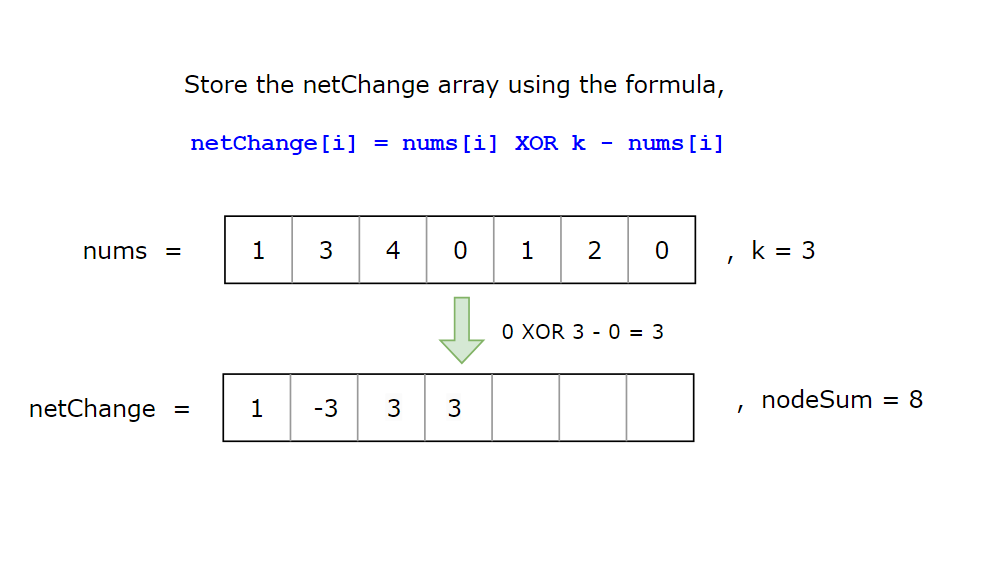 Store the netChange array using the formula,
netChange[i] = nums[i] XOR k - nums[i]
nums = 1 3 4 0 1 2 0 , k = 3
0 XOR 3 - 0 = 3
netChange = 1 -3 3 3 , nodeSum = 8